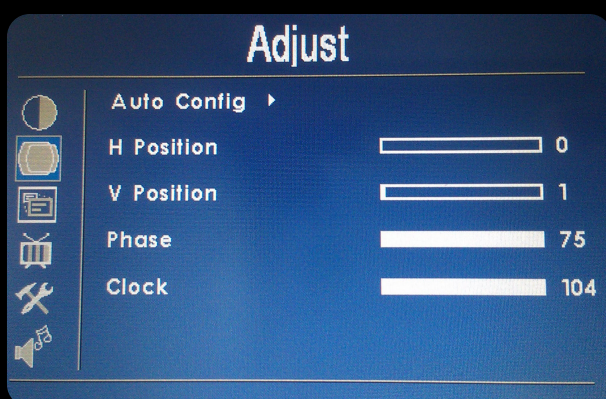 Adjust
Auto Config
H Position 0
V Position 1
Phase 75
Clock 104